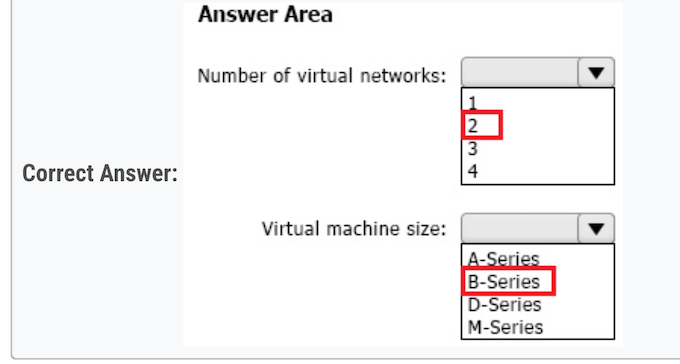 Answer Area
Number of virtual networks:
1
2
3
4
Correct Answer:
Virtual machine size:
A-Series
B-Series
D-Series
M-Series